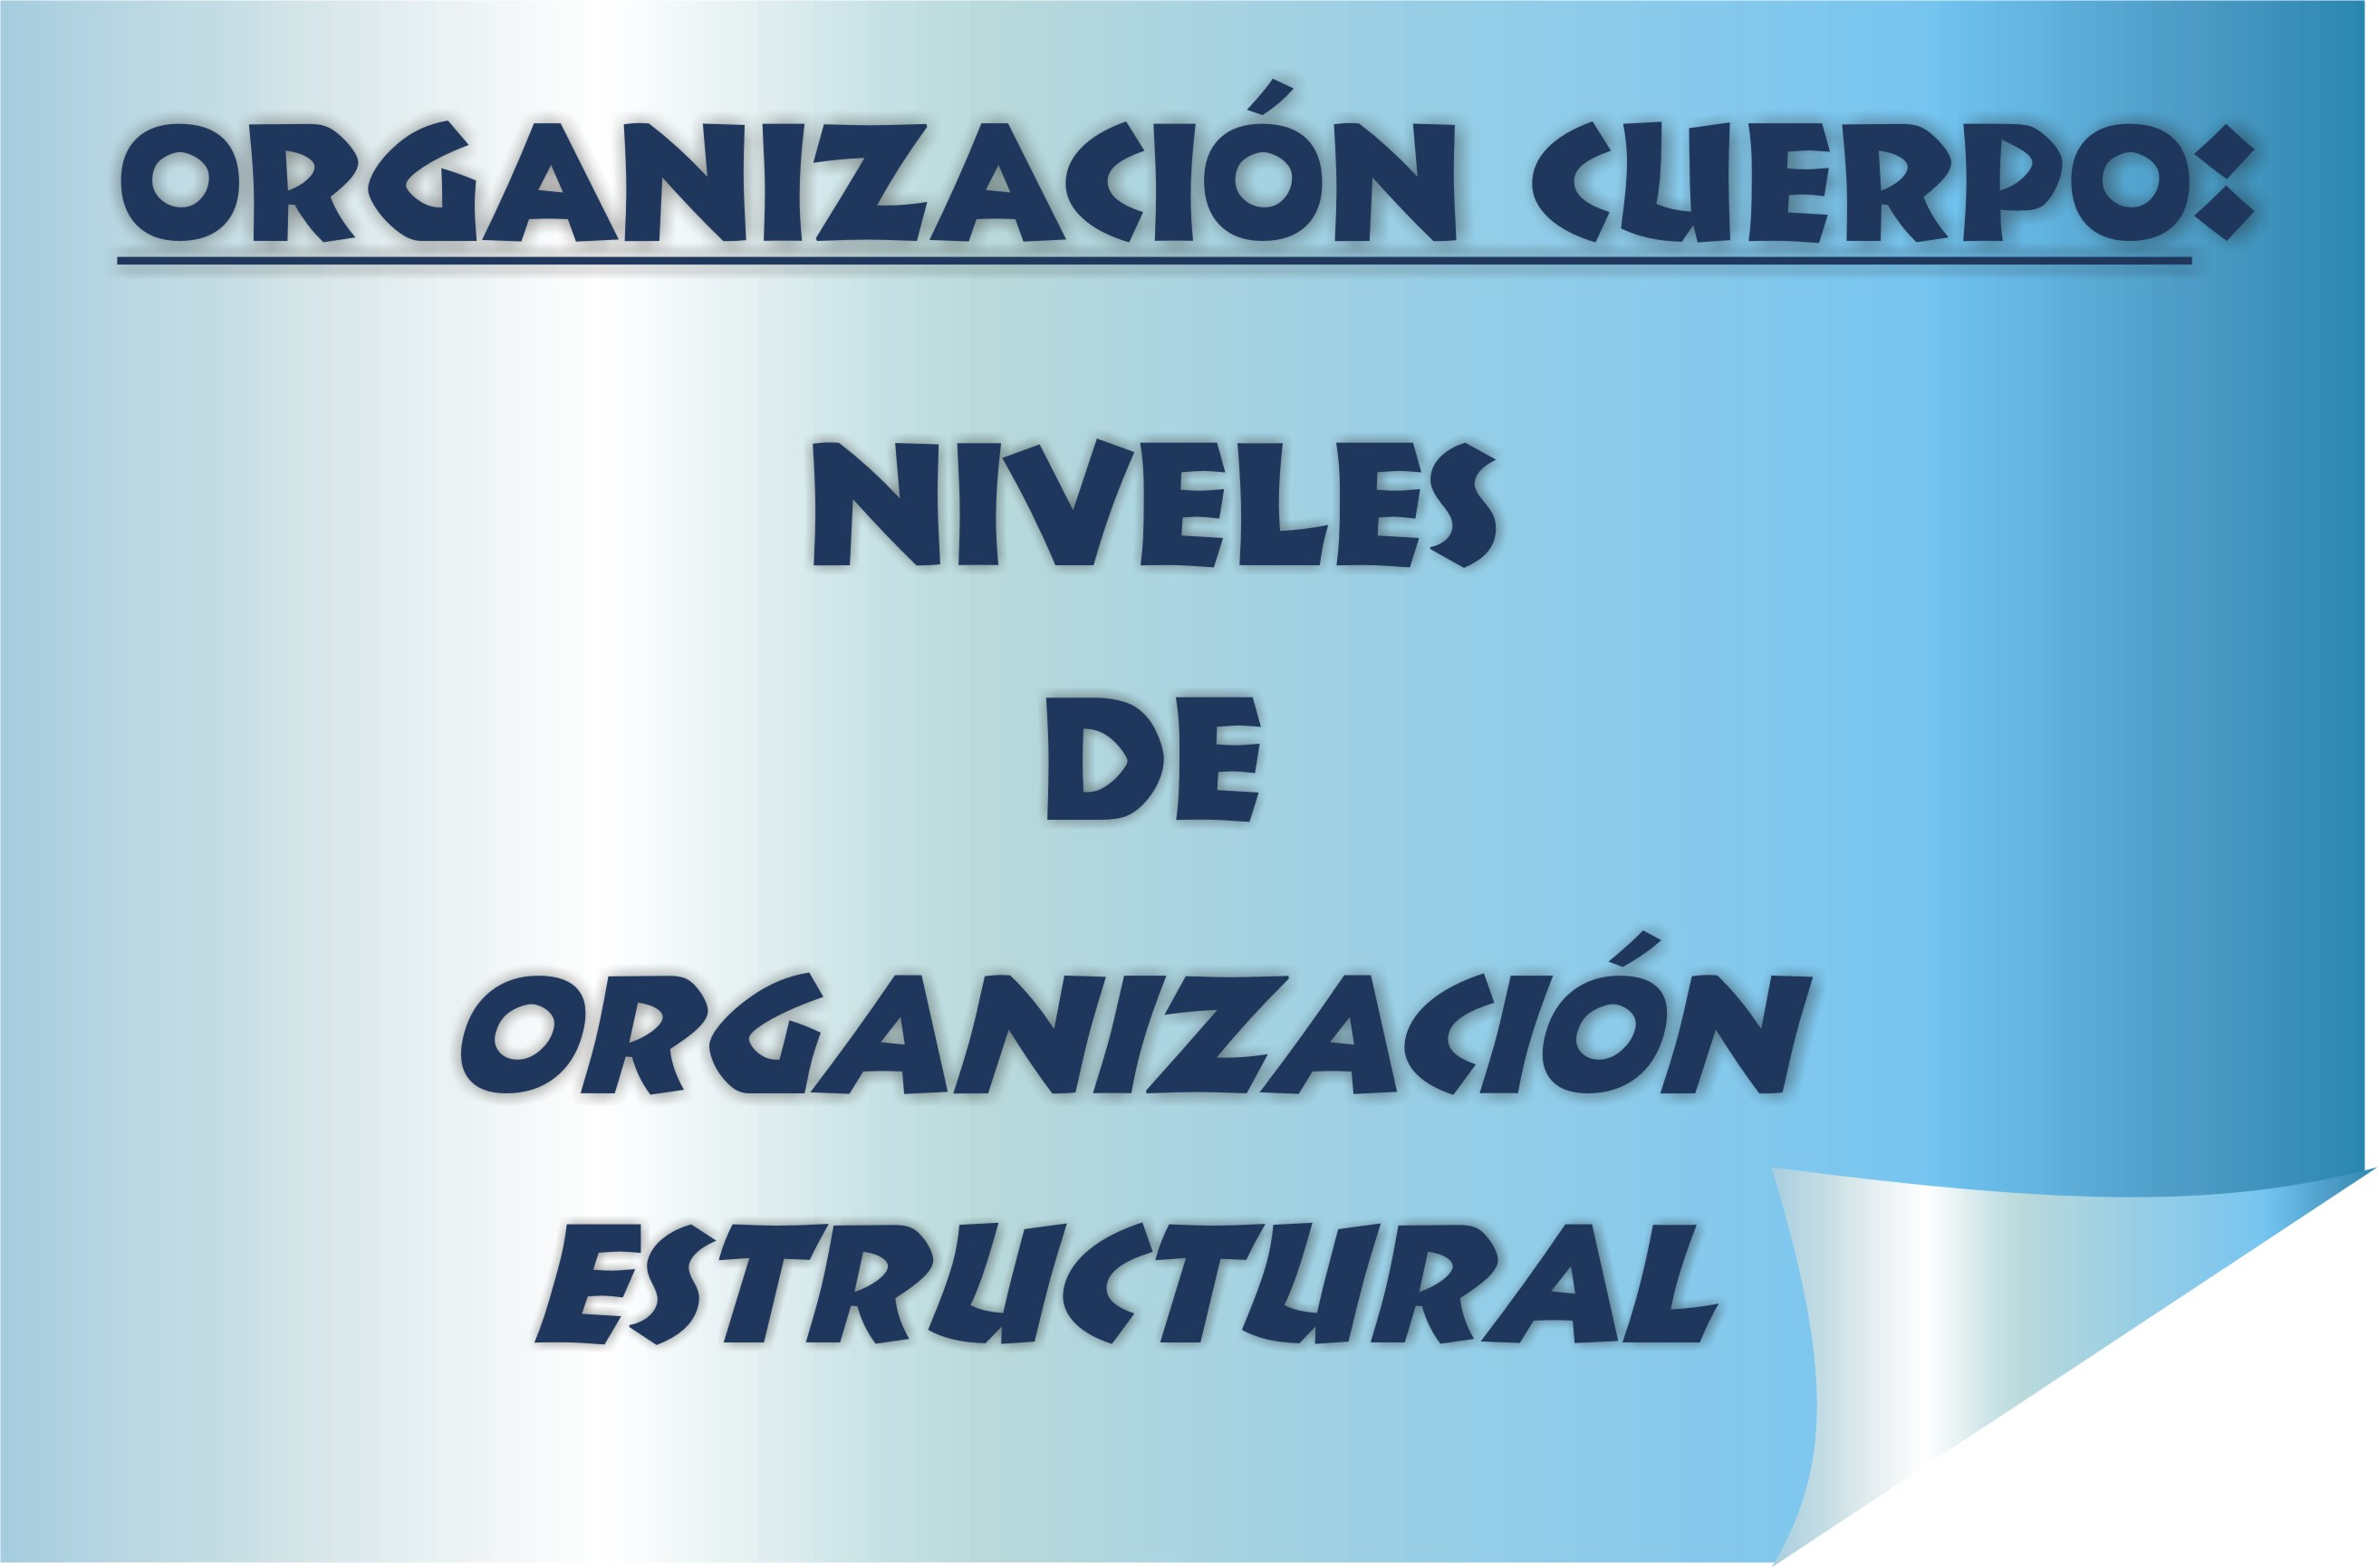 ORGANIZACIÓN CUERPO:
NIVELES
DE
ORGANIZACIÓN
ESTRUCTURAL